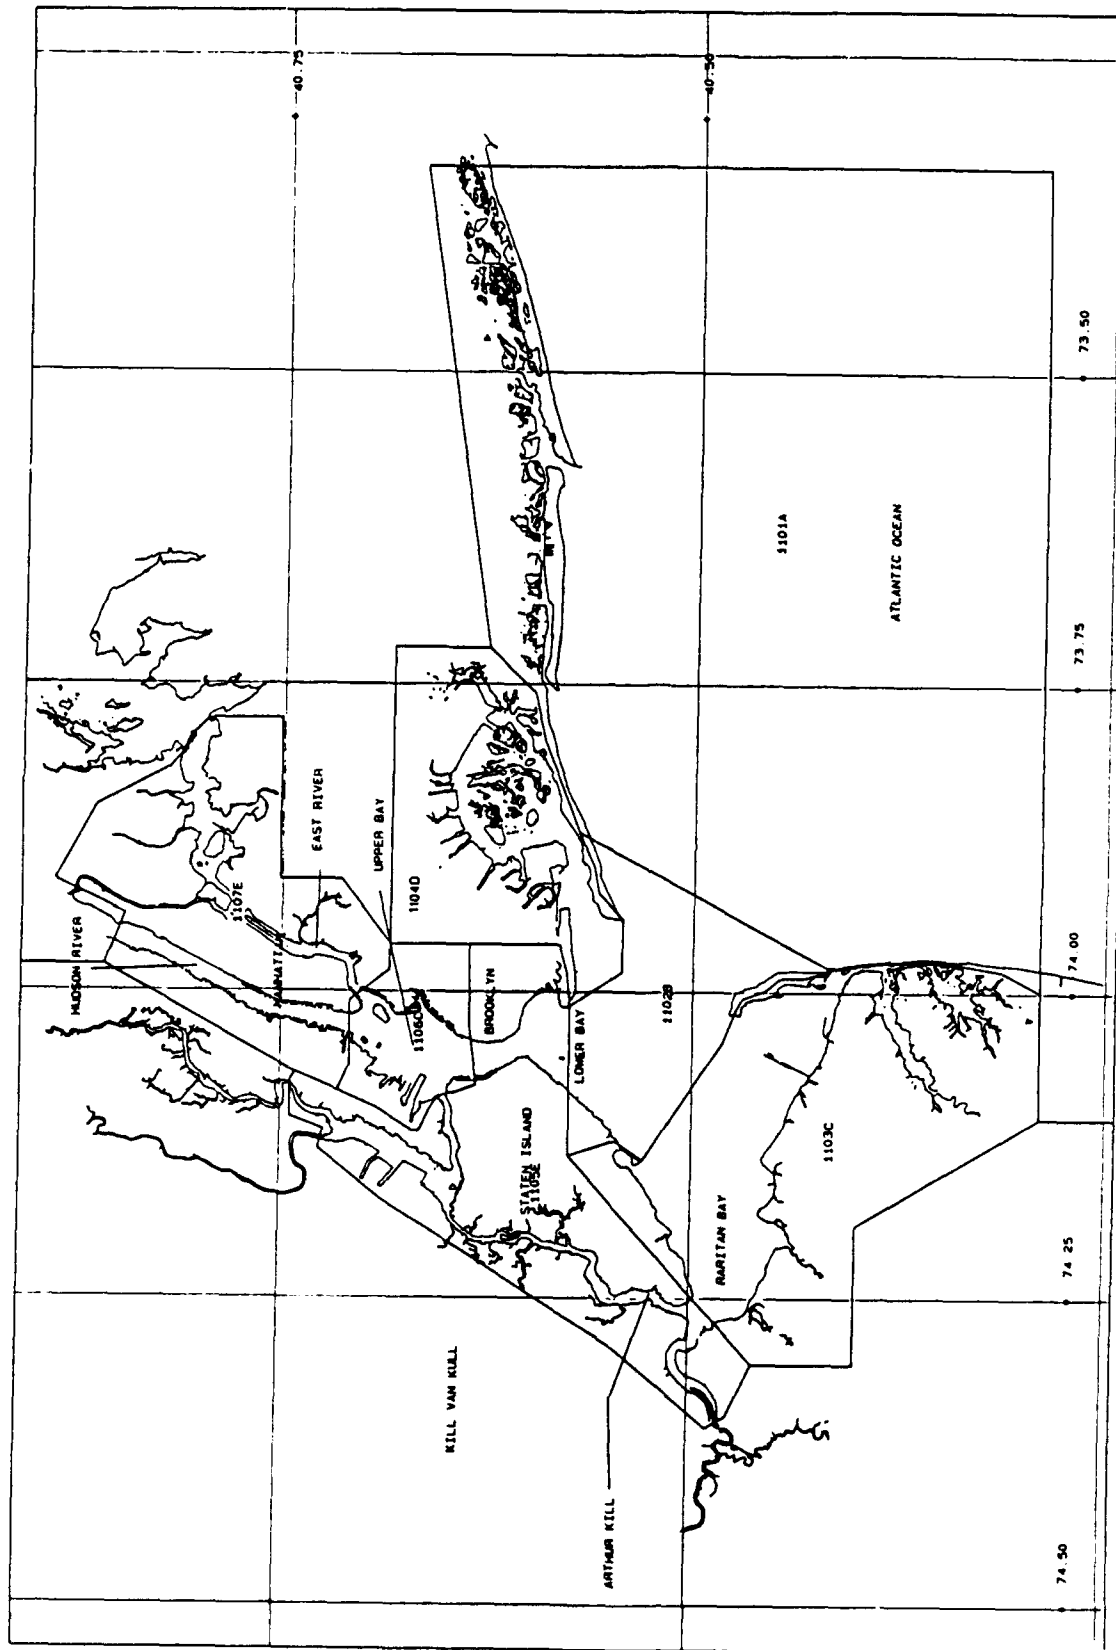 40.75
40.50
HUDSON RIVER
EAST RIVER
UPPER BAY
1107E
1104D
BROOKLYN
LOWER BAY
1102B
STATEN ISLAND
1105E
1103C
RARITAN BAY
KILL VAN KULL
ARTHUR KILL
1101A
ATLANTIC OCEAN
74.50
74 25
74.00
73.75
73.50